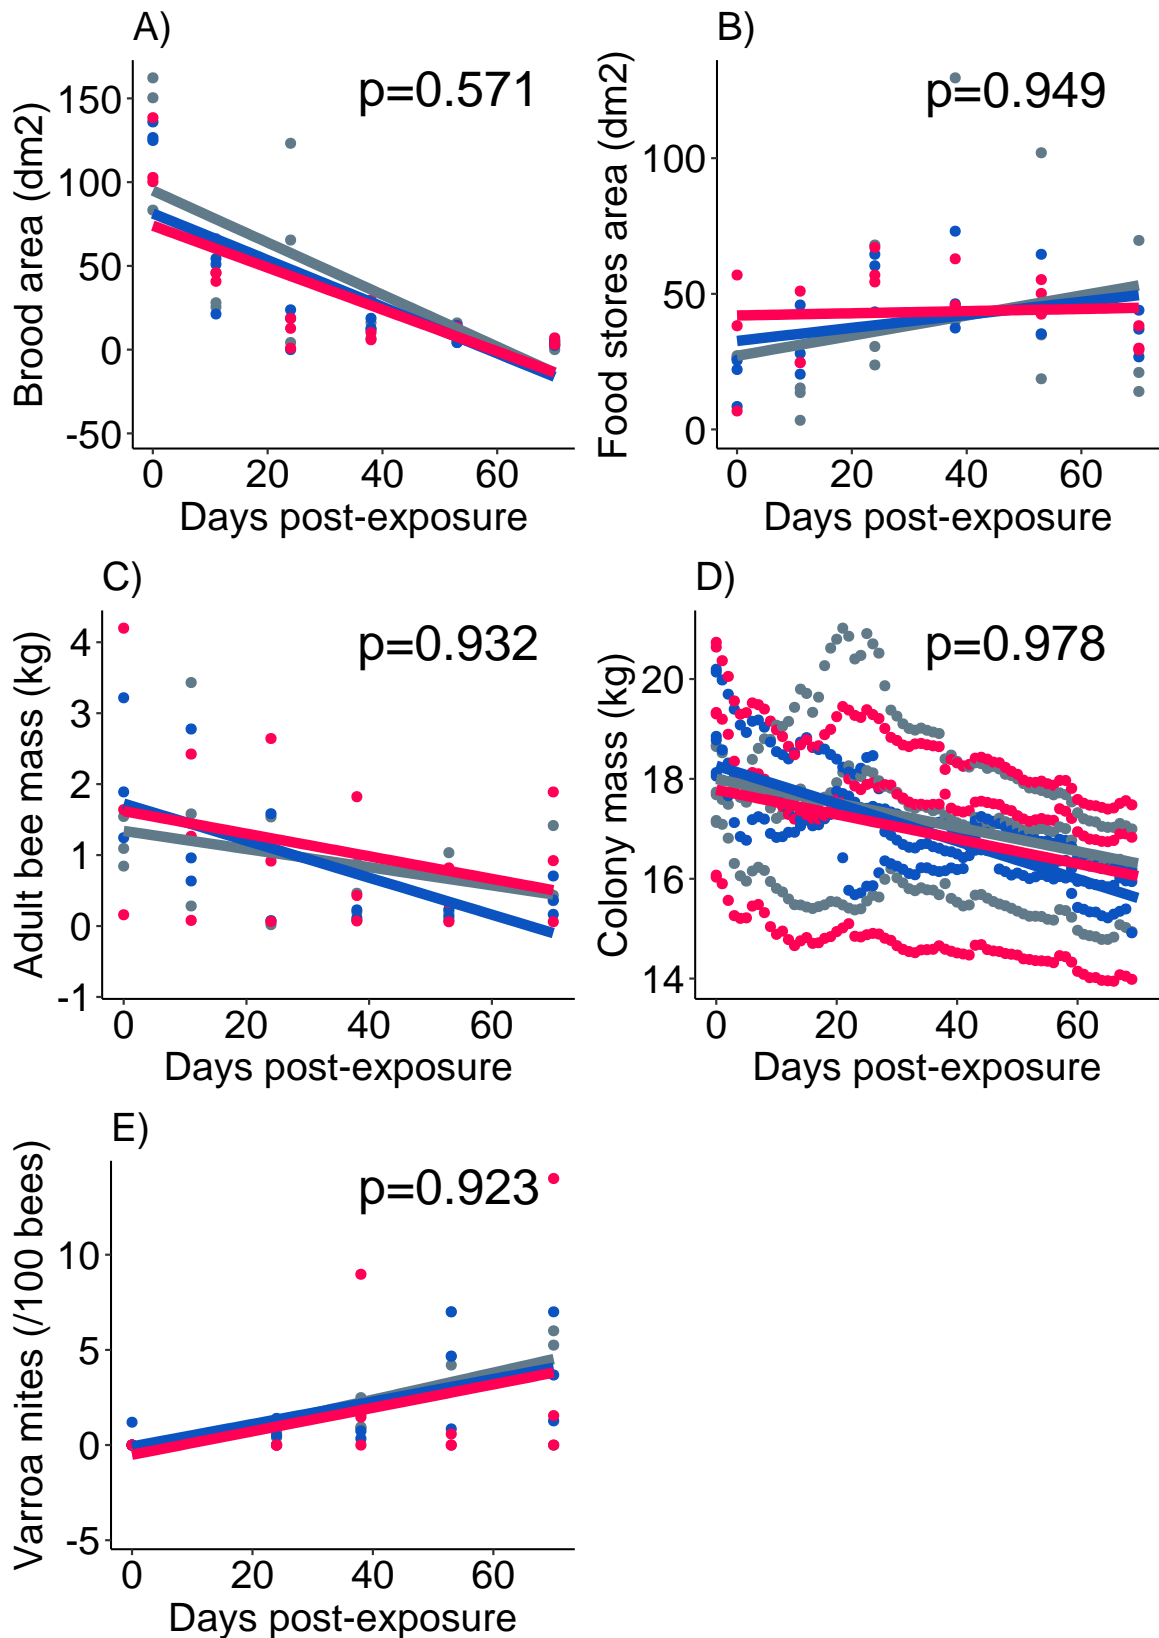 A)
p=0.571
Brood area (dm2)
150
100
50
0
-50
0 20 40 60
Days post-exposure
B)
p=0.949
Food stores area (dm2)
100
50
0
0 20 40 60
Days post-exposure
C)
p=0.932
Adult bee mass (kg)
4
3
2
1
0
-1
0 20 40 60
Days post-exposure
D)
p=0.978
Colony mass (kg)
20
18
16
14
0 20 40 60
Days post-exposure
E)
p=0.923
Varroa mites (/100 bees)
10
5
0
-5
0 20 40 60
Days post-exposure